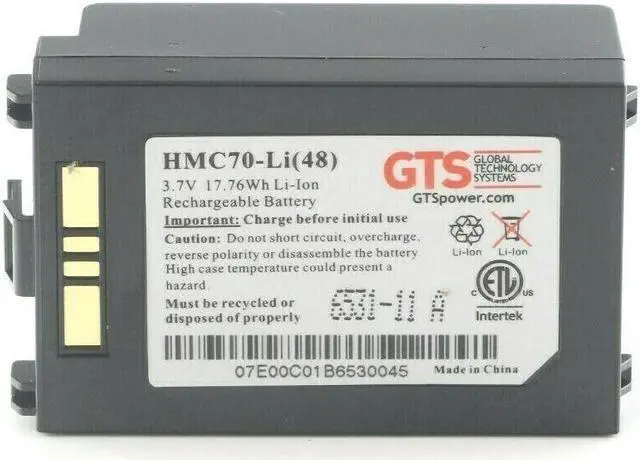 HMC70-Li(48)
3.7V 17.76Wh Li-Ion
Rechargeable Battery
Important: Charge before initial use
Caution: Do not short circuit, overcharge,
reverse polarity or disassemble the battery.
High case temperature could present a
hazard.
Must be recycled or
disposed of properly
GTS GLOBAL
TECHNOLOGY
SYSTEMS
GTSpower.com
Li-Ion Li-Ion
C ETL US
LISTED
Intertek
6531-11 A
07E00C01B6530045
Made in China